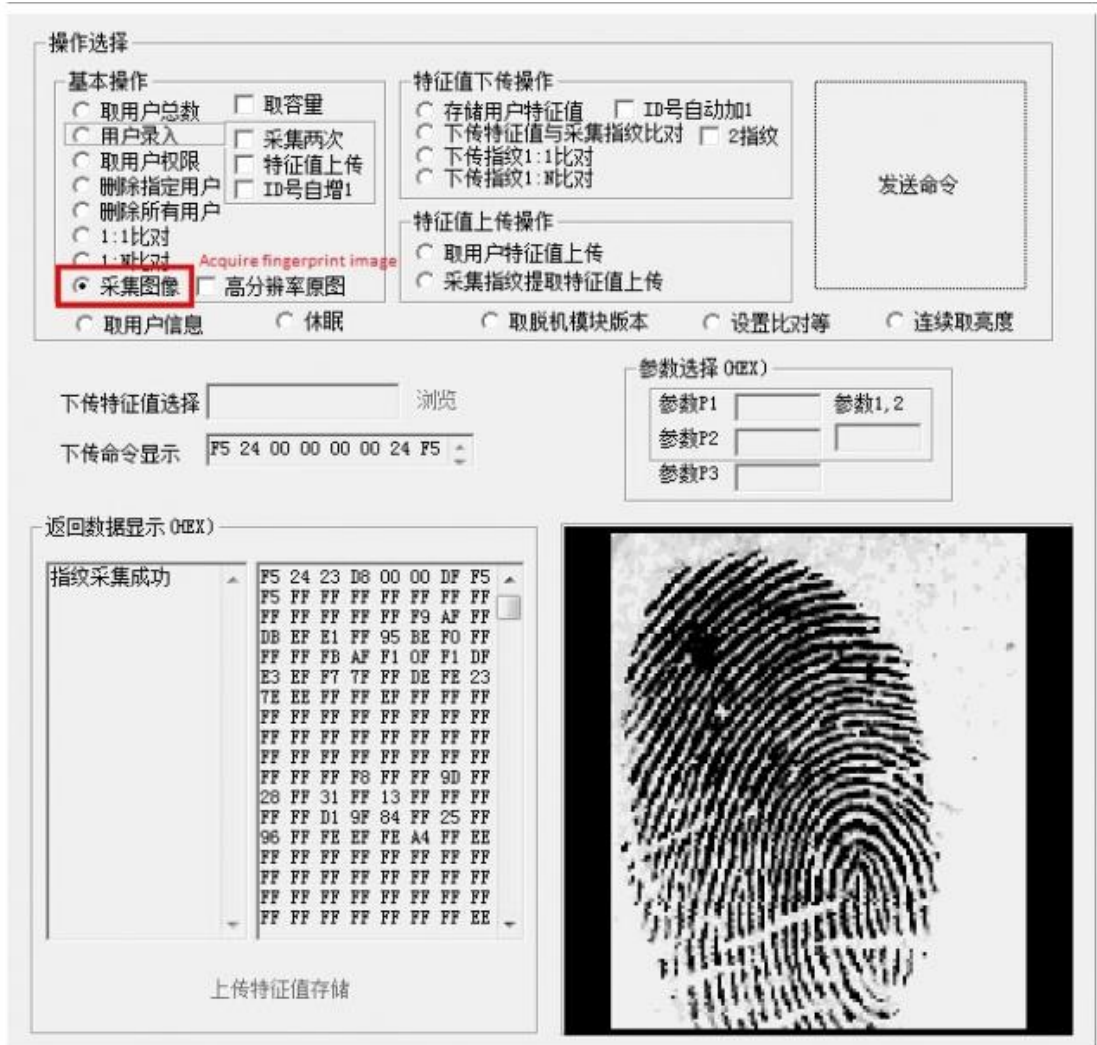 操作选择
基本操作
取用户总数 取容量
用户录入 采集两次
取用户权限 特征值上传
删除指定用户 ID号自增1
删除所有用户
1:1比对
1:N比对 Acquire fingerprint image
采集图像 高分辨率原图
特征值下传操作
存储用户特征值 ID号自动加1
下传特征值与采集指纹比对 2指纹
下传指纹1:1比对
下传指纹1:N比对
特征值上传操作
取用户特征值上传
采集指纹提取特征值上传
发送命令
取用户信息 休眠 取脱机模块版本 设置比对等 连续取亮度
下传特征值选择 浏览
下传命令显示 F5 24 00 00 00 00 24 F5
参数选择(HEX)
参数P1 参数1,2
参数P2
参数P3
返回数据显示(HEX)
指纹采集成功
F5 24 23 D8 00 00 DF F5
F5 FF FF FF FF FF FF FF
FF FF FF FF FF F9 AF FF
DB EF E1 FF 95 BE F0 FF
FF FF FB AF F1 0F F1 DF
E3 EF F7 7F FF DE FE 23
7E EE FF FF EF FF FF FF
FF FF FF FF FF FF FF FF
FF FF FF FF FF FF FF FF
FF FF FF FF FF FF FF FF
FF FF FF F8 FF FF 9D FF
28 FF 31 FF 13 FF FF FF
FF FF D1 9F 84 FF 25 FF
96 FF FE EF FE A4 FF EE
FF FF FF FF FF FF FF FF
FF FF FF FF FF FF FF FF
FF FF FF FF FF FF FF FF
FF FF FF FF FF FF FF EE
上传特征值存储